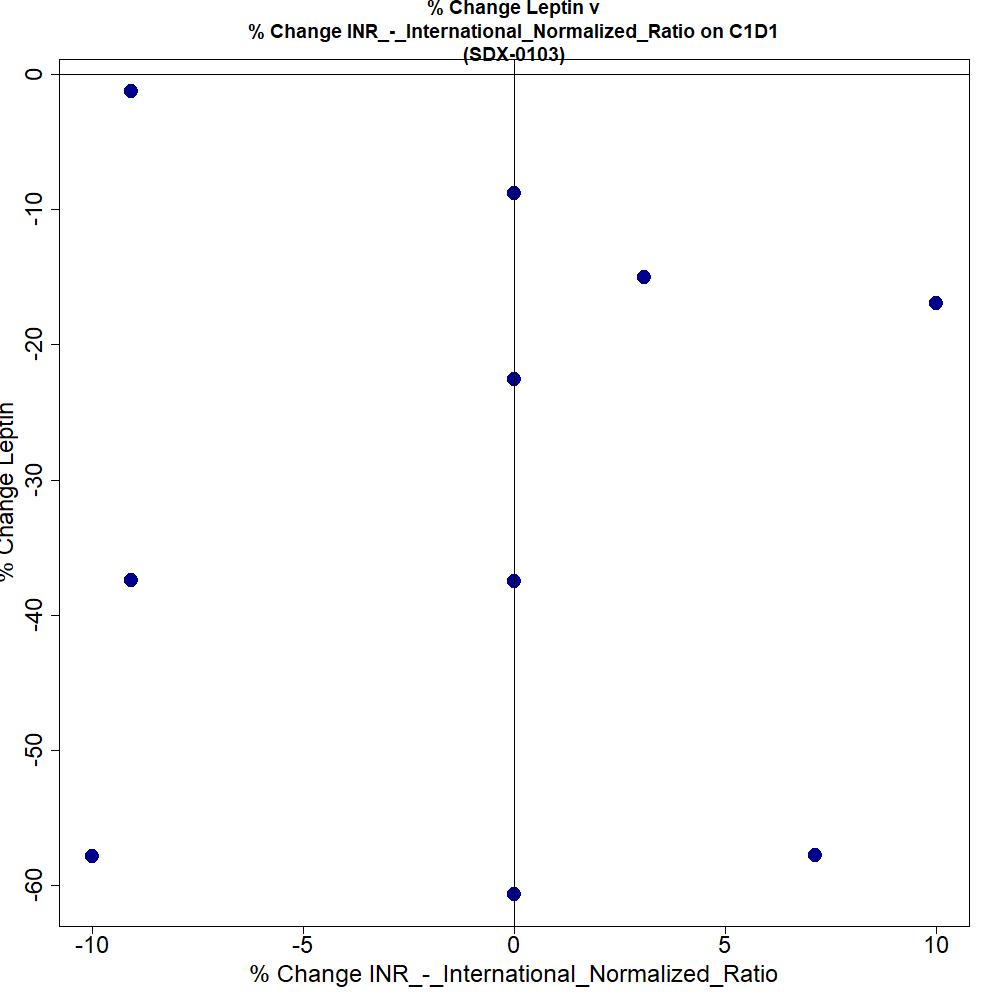 % Change Leptin v
% Change INR_-_International_Normalized_Ratio on C1D1
(SDX-0103)
0
-10
-20
-30
-40
-50
-60
% Change Leptin
-10
-5
0
5
10
% Change INR_-_International_Normalized_Ratio